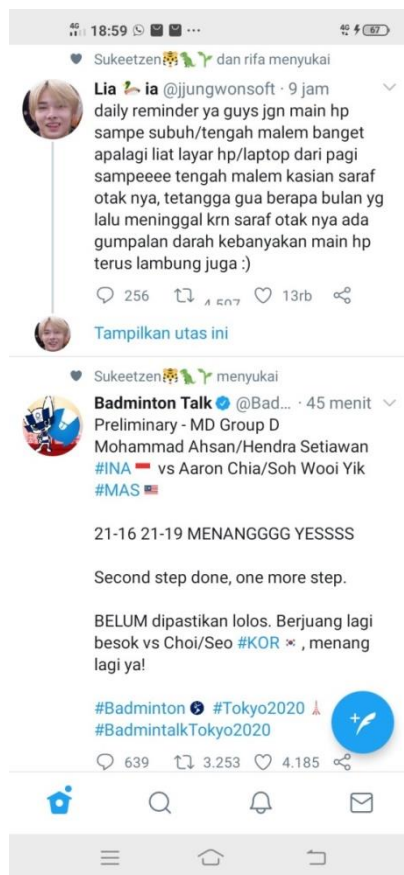 4G 18:59 4G 67
Sukeetzen🐯🦖🌱 dan rifa menyukai
Lia 🦢 ia @jjungwonsoft · 9 jam
daily reminder ya guys jgn main hp
sampe subuh/tengah malem banget
apalagi liat layar hp/laptop dari pagi
sampeeee tengah malem kasian saraf
otak nya, tetangga gua berapa bulan yg
lalu meninggal krn saraf otak nya ada
gumpalan darah kebanyakan main hp
terus lambung juga :)
256 4.507 13rb
Tampilkan utas ini
Sukeetzen🐯🦖🌱 menyukai
Badminton Talk @Bad... · 45 menit
Preliminary - MD Group D
Mohammad Ahsan/Hendra Setiawan
#INA 🇮🇩 vs Aaron Chia/Soh Wooi Yik
#MAS 🇲🇾
21-16 21-19 MENANGGGG YESSSS
Second step done, one more step.
BELUM dipastikan lolos. Berjuang lagi
besok vs Choi/Seo #KOR 🇰🇷 , menang
lagi ya!
#Badminton #Tokyo2020 🗼
#BadmintalkTokyo2020
639 3.253 4.185